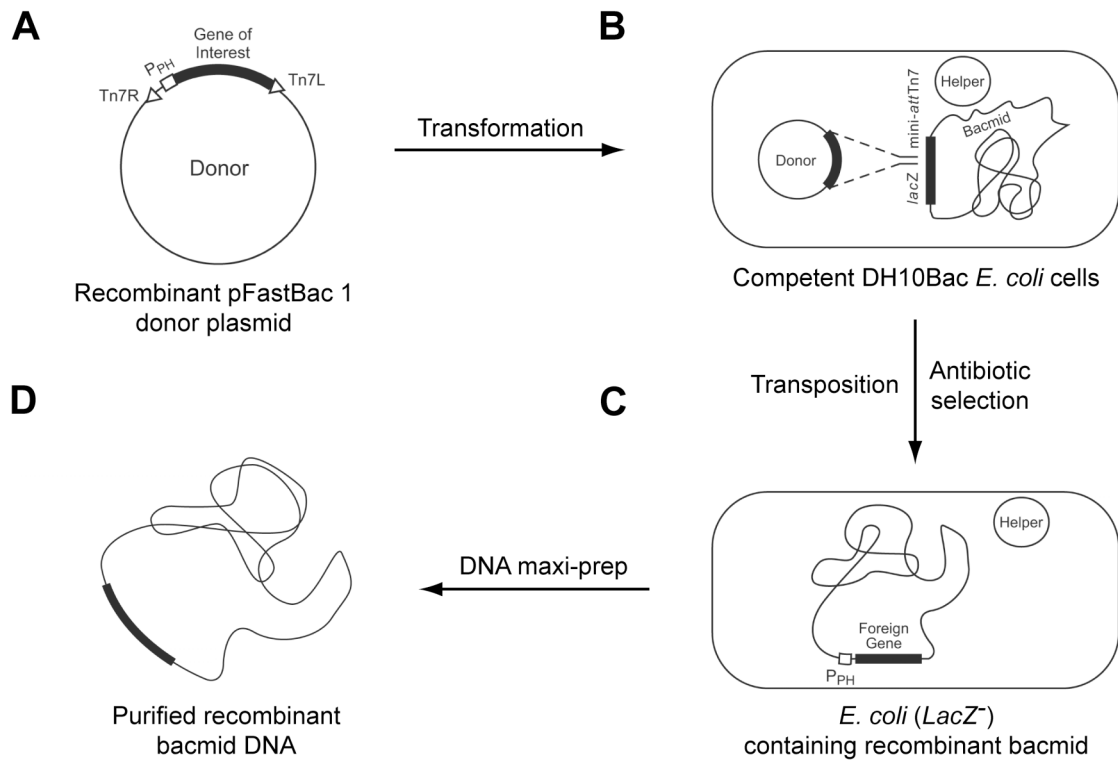 A
Gene of
Interest
PPH
Tn7R
Tn7L
Donor
Recombinant pFastBac 1
donor plasmid
Transformation
B
Helper
Donor
lacZ mini-attTn7
Bacmid
Competent DH10Bac E. coli cells
Transposition
Antibiotic
selection
C
Helper
Foreign
Gene
PPH
E. coli (LacZ⁻)
containing recombinant bacmid
DNA maxi-prep
D
Purified recombinant
bacmid DNA